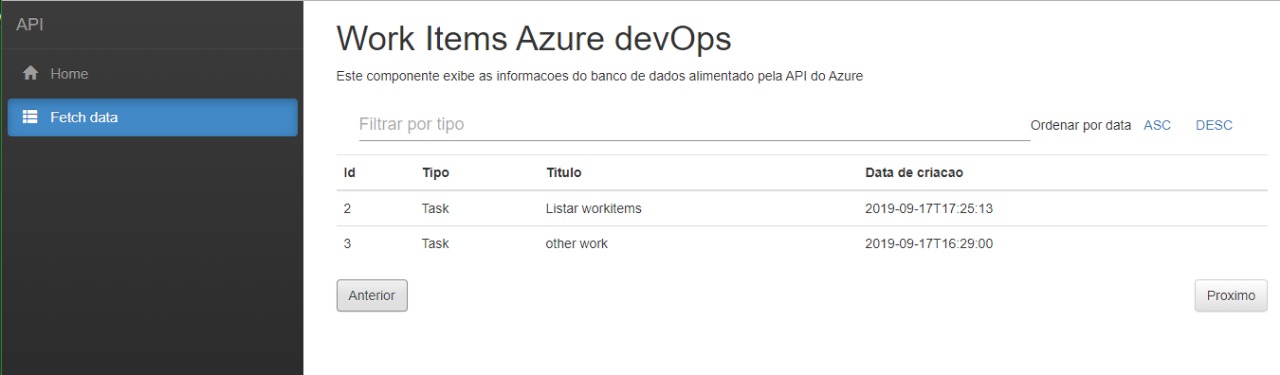 API
Home
Fetch data
Work Items Azure devOps
Este componente exibe as informacoes do banco de dados alimentado pela API do Azure
Filtrar por tipo Ordenar por data ASC DESC
Id Tipo Titulo Data de criacao
2 Task Listar workitems 2019-09-17T17:25:13
3 Task other work 2019-09-17T16:29:00
Anterior Proximo